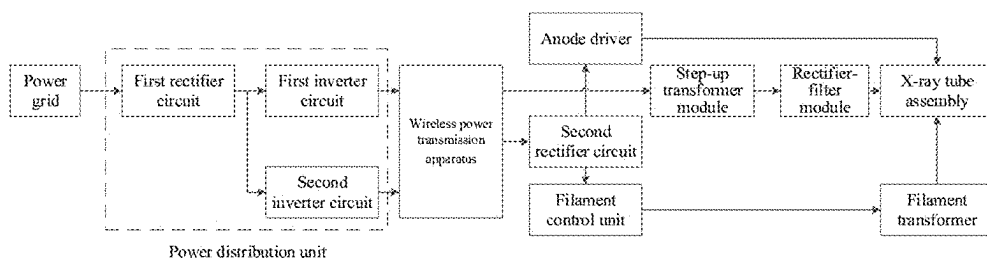 Power
grid
First rectifier
circuit
First inverter
circuit
Second
inverter circuit
Power distribution unit
Wireless power
transmission
apparatus
Anode driver
Second
rectifier circuit
Filament
control unit
Step-up
transformer
module
Rectifier-
filter
module
X-ray tube
assembly
Filament
transformer